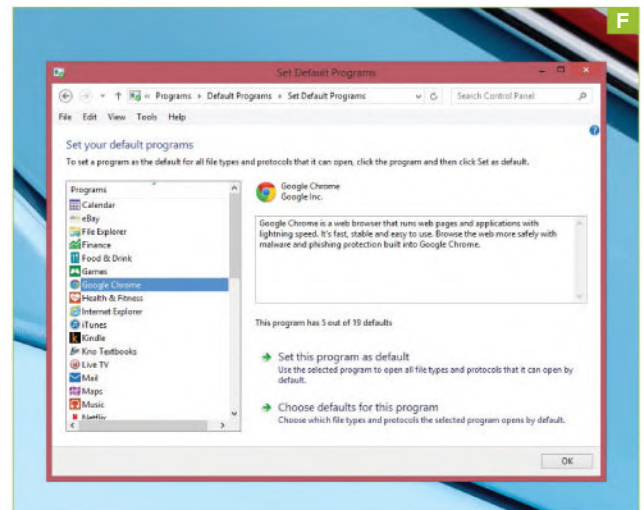 F
Set Default Programs
« Programs ▸ Default Programs ▸ Set Default Programs
Search Control Panel
File Edit View Tools Help
Set your default programs
To set a program as the default for all file types and protocols that it can open, click the program and then click Set as default.
Programs
Calendar
eBay
File Explorer
Finance
Food & Drink
Games
Google Chrome
Health & Fitness
Internet Explorer
iTunes
Kindle
Kno Textbooks
Live TV
Mail
Maps
Music
Netflix
Google Chrome
Google Inc.
Google Chrome is a web browser that runs web pages and applications with
lightning speed. It's fast, stable and easy to use. Browse the web more safely with
malware and phishing protection built into Google Chrome.
This program has 5 out of 19 defaults
Set this program as default
Use the selected program to open all file types and protocols that it can open by
default.
Choose defaults for this program
Choose which file types and protocols the selected program opens by default.
OK